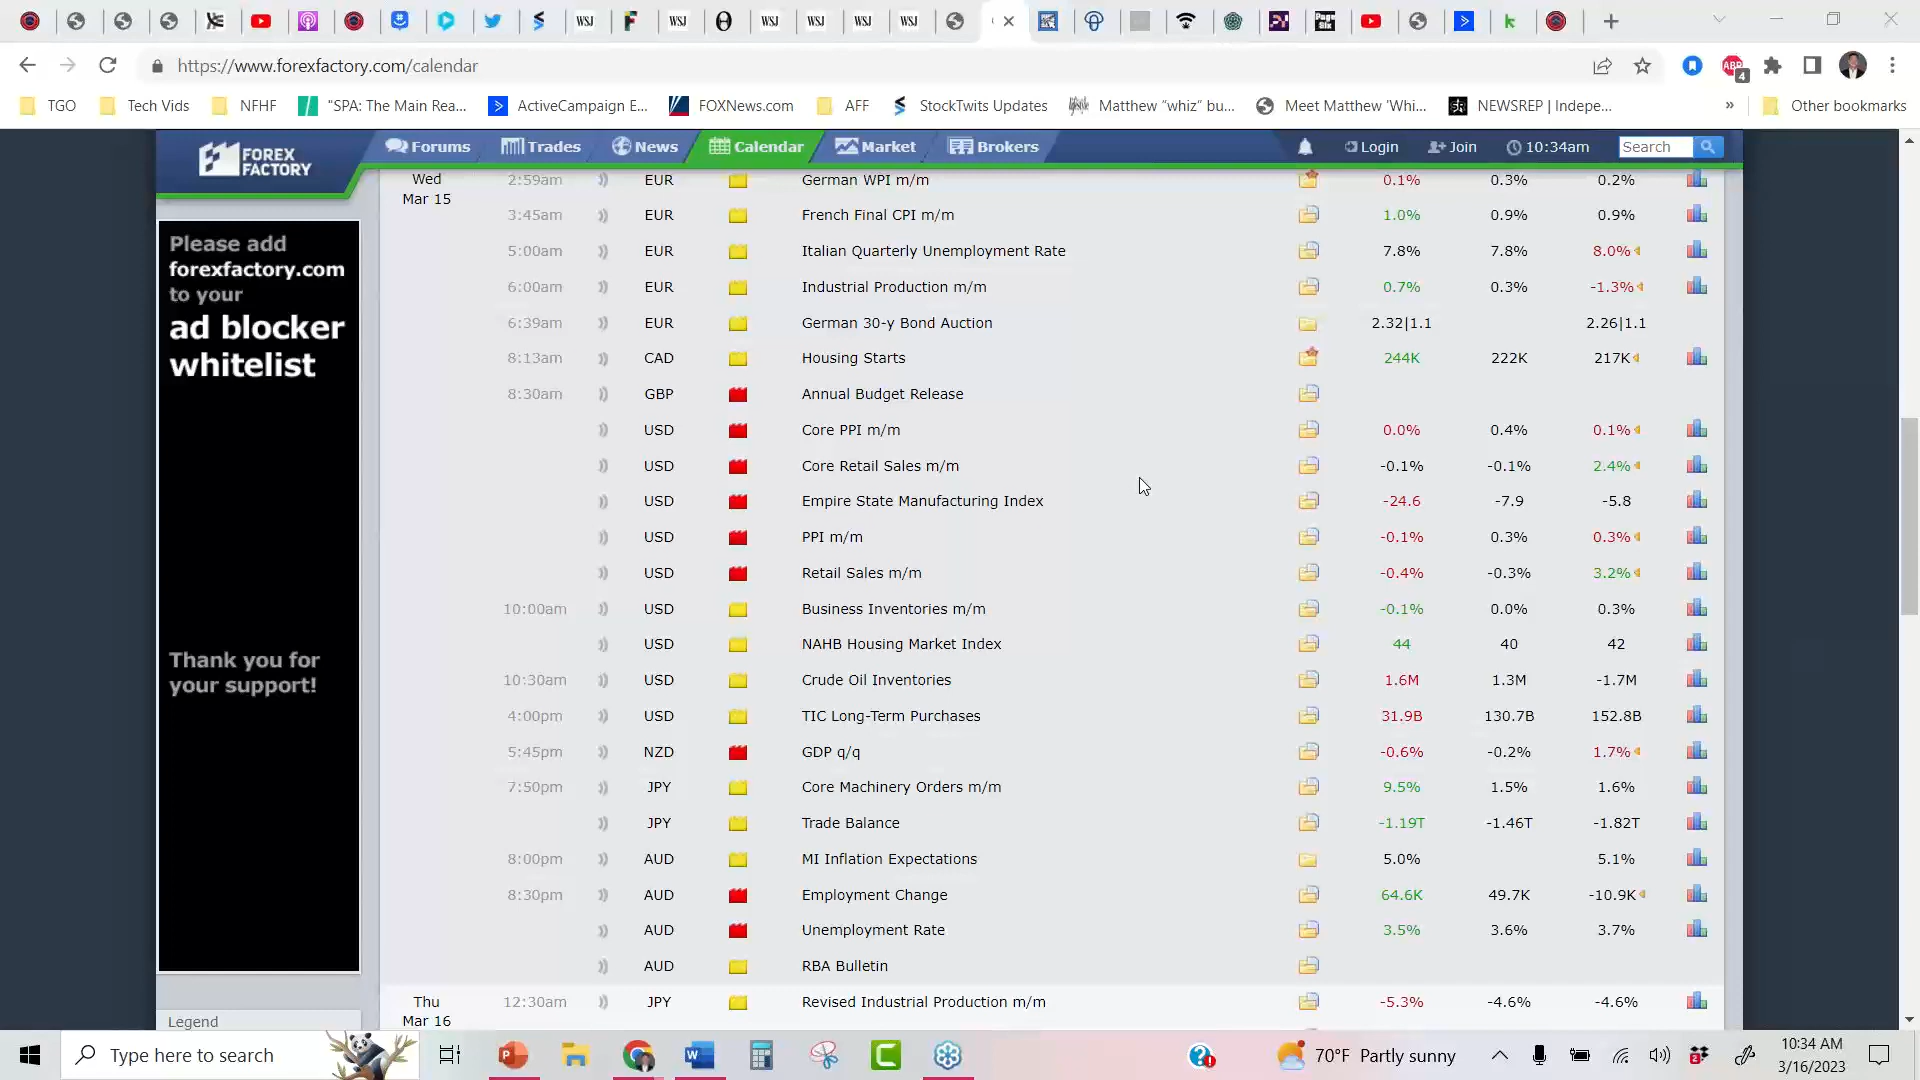 WSJ
WSJ
WSJ
WSJ
WSJ
WSJ
Page Six
https://www.forexfactory.com/calendar
ABP
4
TGO
Tech Vids
NFHF
"SPA: The Main Rea...
ActiveCampaign E...
FOXNews.com
AFF
StockTwits Updates
Matthew "whiz" bu...
Meet Matthew 'Whi...
NEWSREP | Indepe...
»
Other bookmarks
FOREX FACTORY
Forums
Trades
News
Calendar
Market
Brokers
Login
Join
10:34am
Search
Please add
forexfactory.com
to your
ad blocker
whitelist
Thank you for
your support!
Legend
Wed Mar 15 2:59am EUR German WPI m/m 0.1% 0.3% 0.2%
3:45am EUR French Final CPI m/m 1.0% 0.9% 0.9%
5:00am EUR Italian Quarterly Unemployment Rate 7.8% 7.8% 8.0%
6:00am EUR Industrial Production m/m 0.7% 0.3% -1.3%
6:39am EUR German 30-y Bond Auction 2.32|1.1 2.26|1.1
8:13am CAD Housing Starts 244K 222K 217K
8:30am GBP Annual Budget Release
USD Core PPI m/m 0.0% 0.4% 0.1%
USD Core Retail Sales m/m -0.1% -0.1% 2.4%
USD Empire State Manufacturing Index -24.6 -7.9 -5.8
USD PPI m/m -0.1% 0.3% 0.3%
USD Retail Sales m/m -0.4% -0.3% 3.2%
10:00am USD Business Inventories m/m -0.1% 0.0% 0.3%
USD NAHB Housing Market Index 44 40 42
10:30am USD Crude Oil Inventories 1.6M 1.3M -1.7M
4:00pm USD TIC Long-Term Purchases 31.9B 130.7B 152.8B
5:45pm NZD GDP q/q -0.6% -0.2% 1.7%
7:50pm JPY Core Machinery Orders m/m 9.5% 1.5% 1.6%
JPY Trade Balance -1.19T -1.46T -1.82T
8:00pm AUD MI Inflation Expectations 5.0% 5.1%
8:30pm AUD Employment Change 64.6K 49.7K -10.9K
AUD Unemployment Rate 3.5% 3.6% 3.7%
AUD RBA Bulletin
Thu Mar 16 12:30am JPY Revised Industrial Production m/m -5.3% -4.6% -4.6%
Type here to search
70°F Partly sunny
10:34 AM
3/16/2023